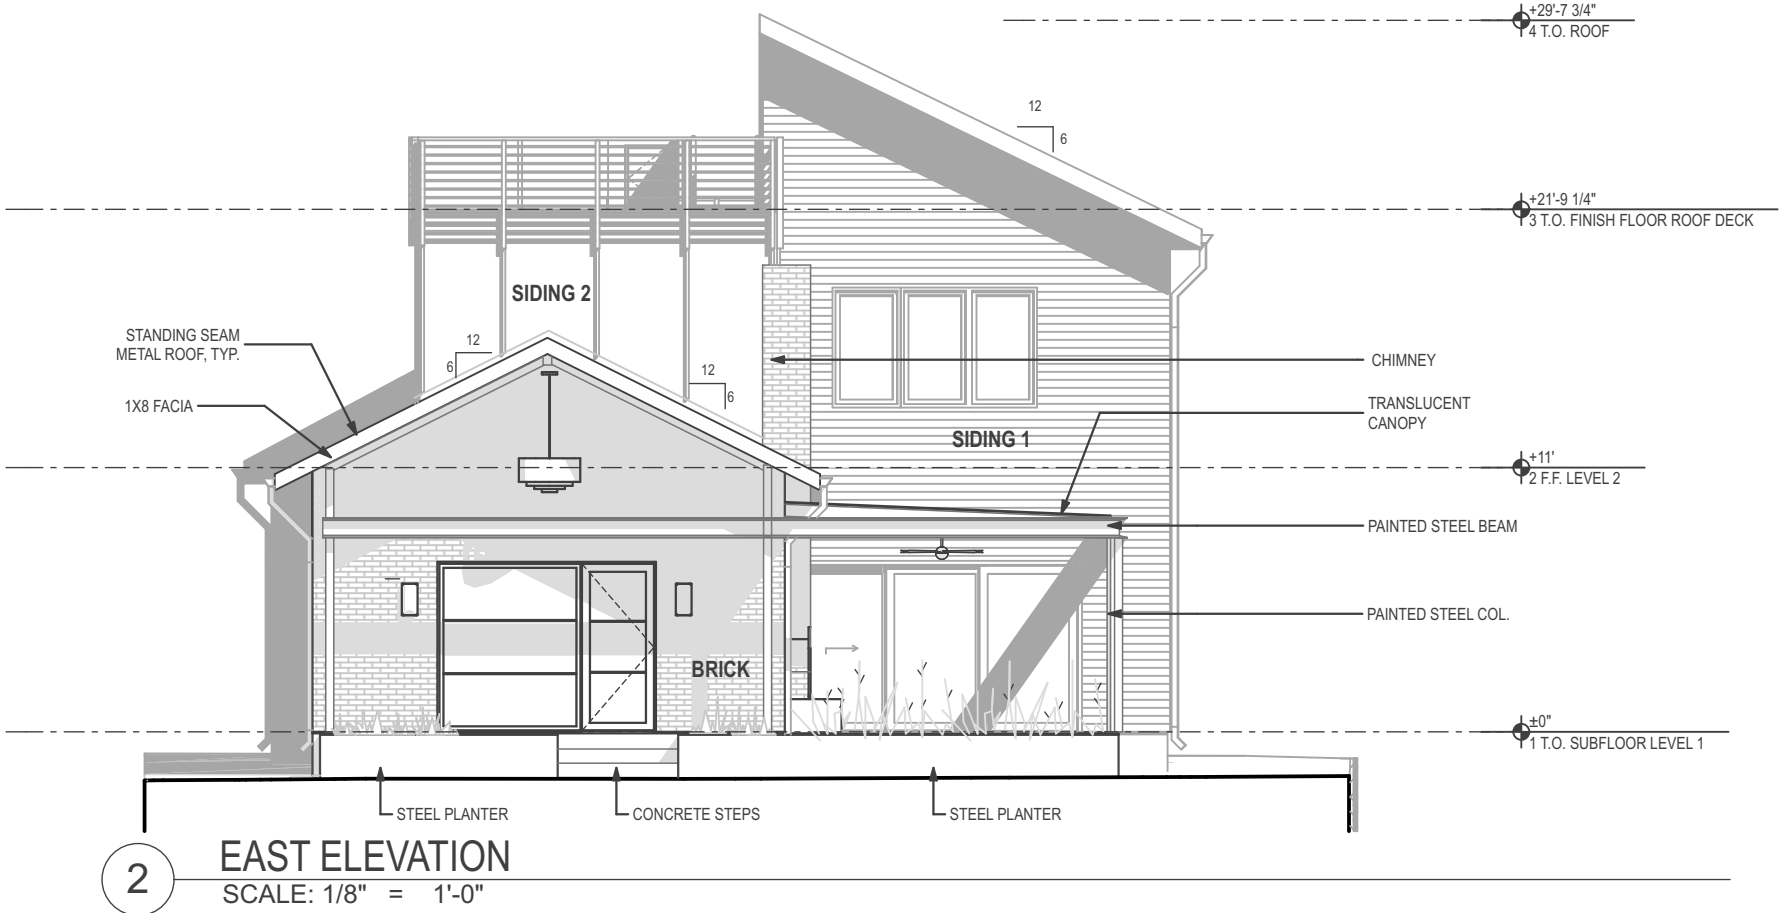 +29'-7 3/4"
4 T.O. ROOF
12
6
+21'-9 1/4"
3 T.O. FINISH FLOOR ROOF DECK
SIDING 2
STANDING SEAM
METAL ROOF, TYP.
12
6
12
6
CHIMNEY
1X8 FACIA
TRANSLUCENT
CANOPY
SIDING 1
+11'
2 F.F. LEVEL 2
PAINTED STEEL BEAM
PAINTED STEEL COL.
BRICK
±0"
1 T.O. SUBFLOOR LEVEL 1
STEEL PLANTER
CONCRETE STEPS
STEEL PLANTER
2
EAST ELEVATION
SCALE: 1/8" = 1'-0"